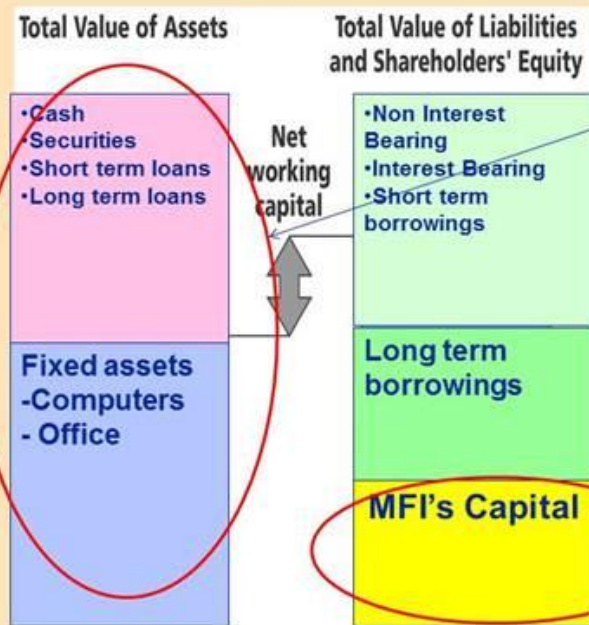 Total Value of Assets
Total Value of Liabilities
and Shareholders' Equity
•Cash
•Securities
•Short term loans
•Long term loans
Net
working
capital
•Non Interest
Bearing
•Interest Bearing
•Short term
borrowings
Fixed assets
-Computers
- Office
Long term
borrowings
MFI's Capital